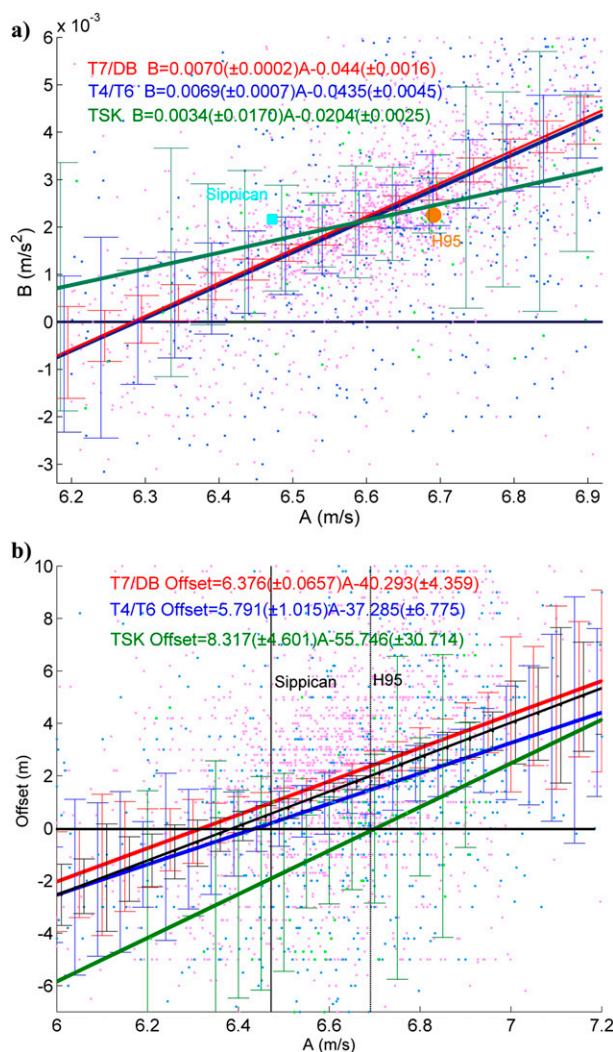 a)
x 10⁻³
T7/DB B=0.0070(±0.0002)A-0.044(±0.0016)
T4/T6 B=0.0069(±0.0007)A-0.0435(±0.0045)
TSK. B=0.0034(±0.0170)A-0.0204(±0.0025)
Sippican
H95
B (m/s²)
6
5
4
3
2
1
0
-1
-2
-3
6.2 6.3 6.4 6.5 6.6 6.7 6.8 6.9
A (m/s)
b)
T7/DB Offset=6.376(±0.0657)A-40.293(±4.359)
T4/T6 Offset=5.791(±1.015)A-37.285(±6.775)
TSK Offset=8.317(±4.601)A-55.746(±30.714)
Sippican
H95
Offset (m)
10
8
6
4
2
0
-2
-4
-6
6 6.2 6.4 6.6 6.8 7 7.2
A (m/s)